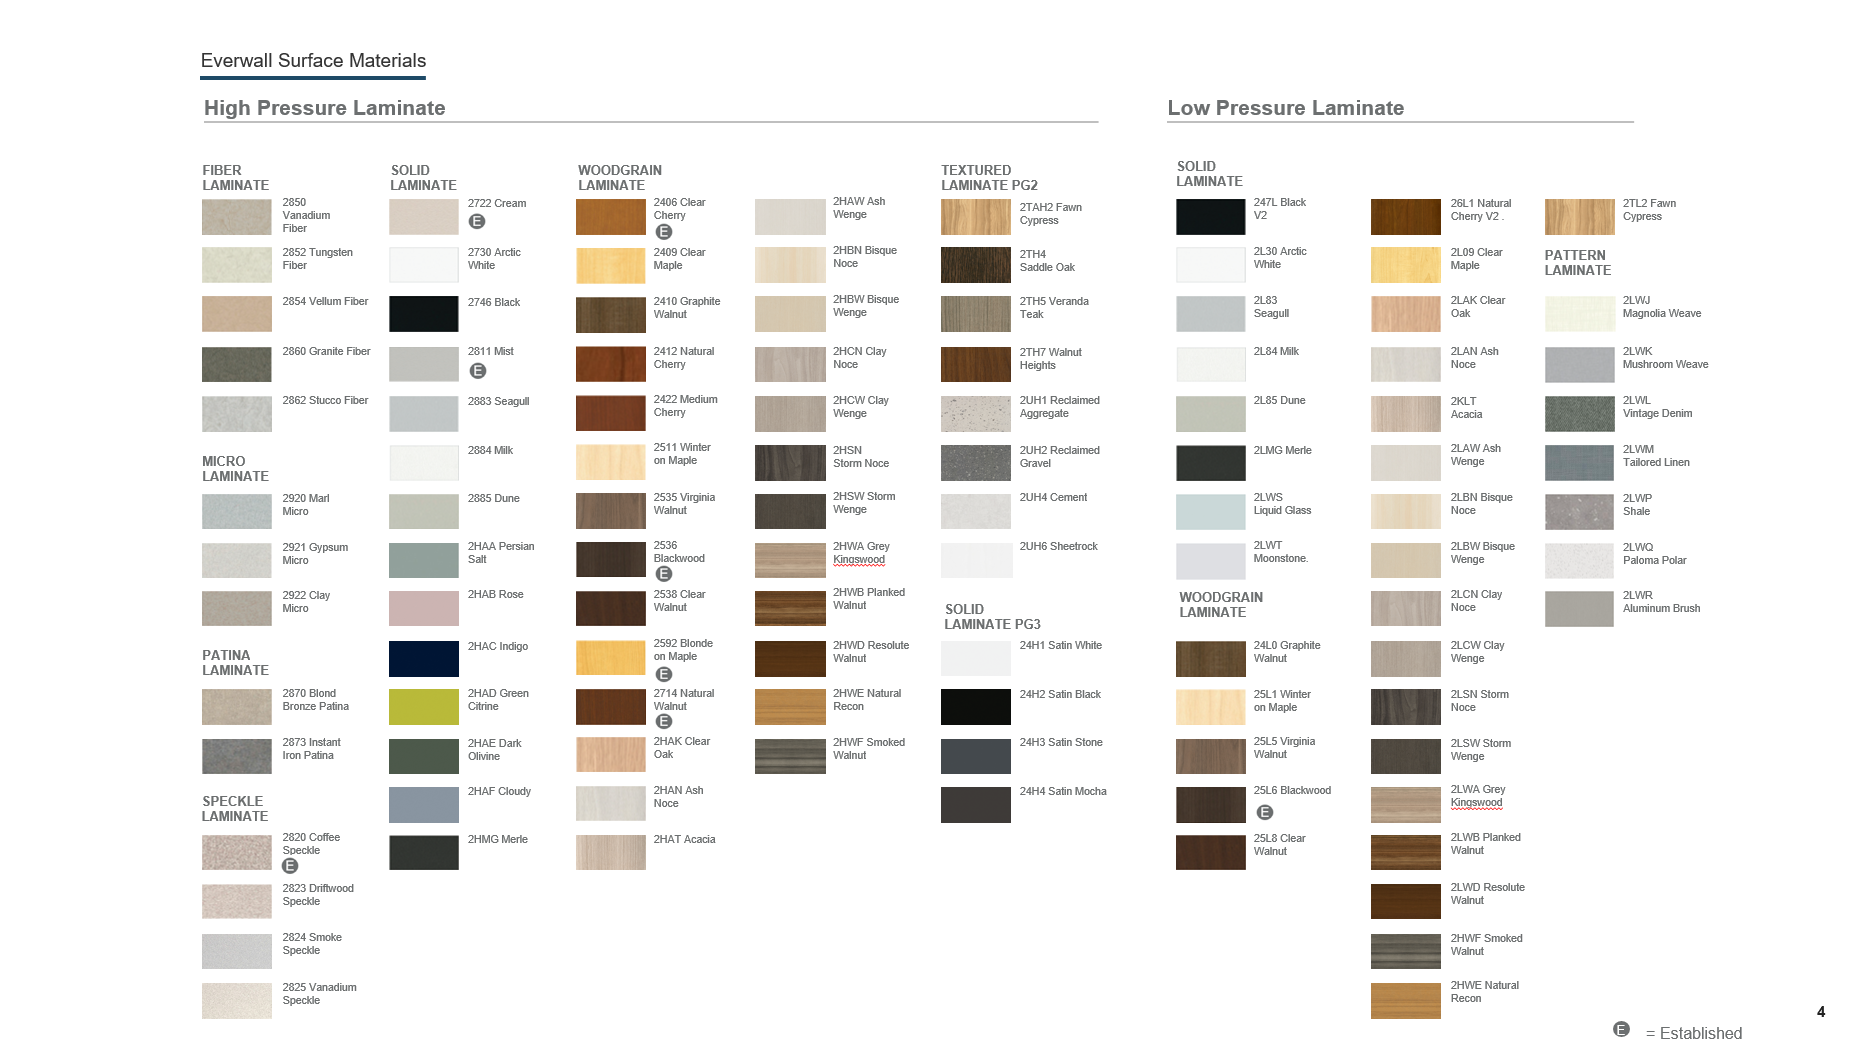 Everwall Surface Materials
High Pressure Laminate
FIBER
LAMINATE
2850
Vanadium
Fiber
2852 Tungsten
Fiber
2854 Vellum Fiber
2860 Granite Fiber
2862 Stucco Fiber
MICRO
LAMINATE
2920 Marl
Micro
2921 Gypsum
Micro
2922 Clay
Micro
PATINA
LAMINATE
2870 Blond
Bronze Patina
2873 Instant
Iron Patina
SPECKLE
LAMINATE
2820 Coffee
Speckle
E
2823 Driftwood
Speckle
2824 Smoke
Speckle
2825 Vanadium
Speckle
SOLID
LAMINATE
2722 Cream
E
2730 Arctic
White
2746 Black
2811 Mist
E
2883 Seagull
2884 Milk
2885 Dune
2HAA Persian
Salt
2HAB Rose
2HAC Indigo
2HAD Green
Citrine
2HAE Dark
Olivine
2HAF Cloudy
2HMG Merle
WOODGRAIN
LAMINATE
2406 Clear
Cherry
E
2409 Clear
Maple
2410 Graphite
Walnut
2412 Natural
Cherry
2422 Medium
Cherry
2511 Winter
on Maple
2535 Virginia
Walnut
2536
Blackwood
E
2538 Clear
Walnut
2592 Blonde
on Maple
E
2714 Natural
Walnut
E
2HAK Clear
Oak
2HAN Ash
Noce
2HAT Acacia
2HAW Ash
Wenge
2HBN Bisque
Noce
2HBW Bisque
Wenge
2HCN Clay
Noce
2HCW Clay
Wenge
2HSN
Storm Noce
2HSW Storm
Wenge
2HWA Grey
Kingswood
2HWB Planked
Walnut
2HWD Resolute
Walnut
2HWE Natural
Recon
2HWF Smoked
Walnut
TEXTURED
LAMINATE PG2
2TAH2 Fawn
Cypress
2TH4
Saddle Oak
2TH5 Veranda
Teak
2TH7 Walnut
Heights
2UH1 Reclaimed
Aggregate
2UH2 Reclaimed
Gravel
2UH4 Cement
2UH6 Sheetrock
SOLID
LAMINATE PG3
24H1 Satin White
24H2 Satin Black
24H3 Satin Stone
24H4 Satin Mocha
Low Pressure Laminate
SOLID
LAMINATE
247L Black
V2
2L30 Arctic
White
2L83
Seagull
2L84 Milk
2L85 Dune
2LMG Merle
2LWS
Liquid Glass
2LWT
Moonstone.
WOODGRAIN
LAMINATE
24L0 Graphite
Walnut
25L1 Winter
on Maple
25L5 Virginia
Walnut
25L6 Blackwood
E
25L8 Clear
Walnut
26L1 Natural
Cherry V2 .
2L09 Clear
Maple
2LAK Clear
Oak
2LAN Ash
Noce
2KLT
Acacia
2LAW Ash
Wenge
2LBN Bisque
Noce
2LBW Bisque
Wenge
2LCN Clay
Noce
2LCW Clay
Wenge
2LSN Storm
Noce
2LSW Storm
Wenge
2LWA Grey
Kingswood
2LWB Planked
Walnut
2LWD Resolute
Walnut
2HWF Smoked
Walnut
2HWE Natural
Recon
2TL2 Fawn
Cypress
PATTERN
LAMINATE
2LWJ
Magnolia Weave
2LWK
Mushroom Weave
2LWL
Vintage Denim
2LWM
Tailored Linen
2LWP
Shale
2LWQ
Paloma Polar
2LWR
Aluminum Brush
4
E = Established